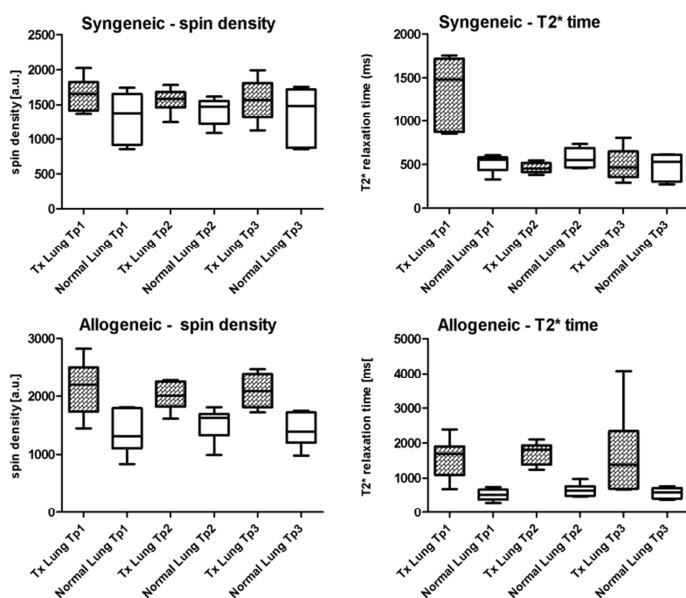 Syngeneic - spin density
spin density [a.u.]
2500
2000
1500
1000
500
0
Tx Lung Tp1
Normal Lung Tp1
Tx Lung Tp2
Normal Lung Tp2
Tx Lung Tp3
Normal Lung Tp3
Syngeneic - T2* time
T2* relaxation time (ms)
2000
1500
1000
500
0
Tx Lung Tp1
Normal Lung Tp1
Tx Lung Tp2
Normal Lung Tp2
Tx Lung Tp3
Normal Lung Tp3
Allogeneic - spin density
spin density [a.u.]
3000
2000
1000
0
Tx Lung Tp1
Normal Lung Tp1
Tx Lung Tp2
Normal Lung Tp2
Tx Lung Tp3
Normal Lung Tp3
Allogeneic - T2* time
T2* relaxation time [ms[
5000
4000
3000
2000
1000
0
Tx Lung Tp1
Normal Lung Tp1
Tx Lung Tp2
Normal Lung Tp2
Tx Lung Tp3
Normal Lung Tp3